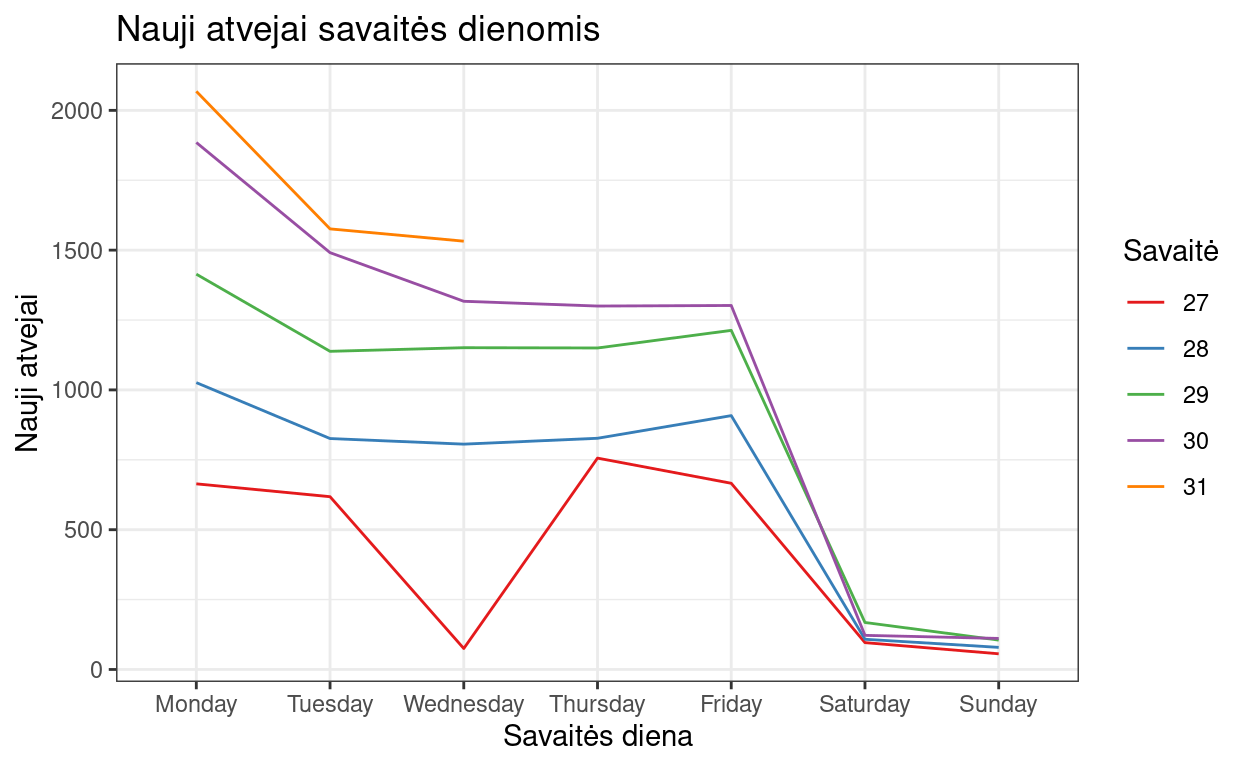 Nauji atvejai savaitės dienomis
Nauji atvejai
2000
1500
1000
500
0
Monday Tuesday Wednesday Thursday Friday Saturday Sunday
Savaitės diena
Savaitė
27
28
29
30
31